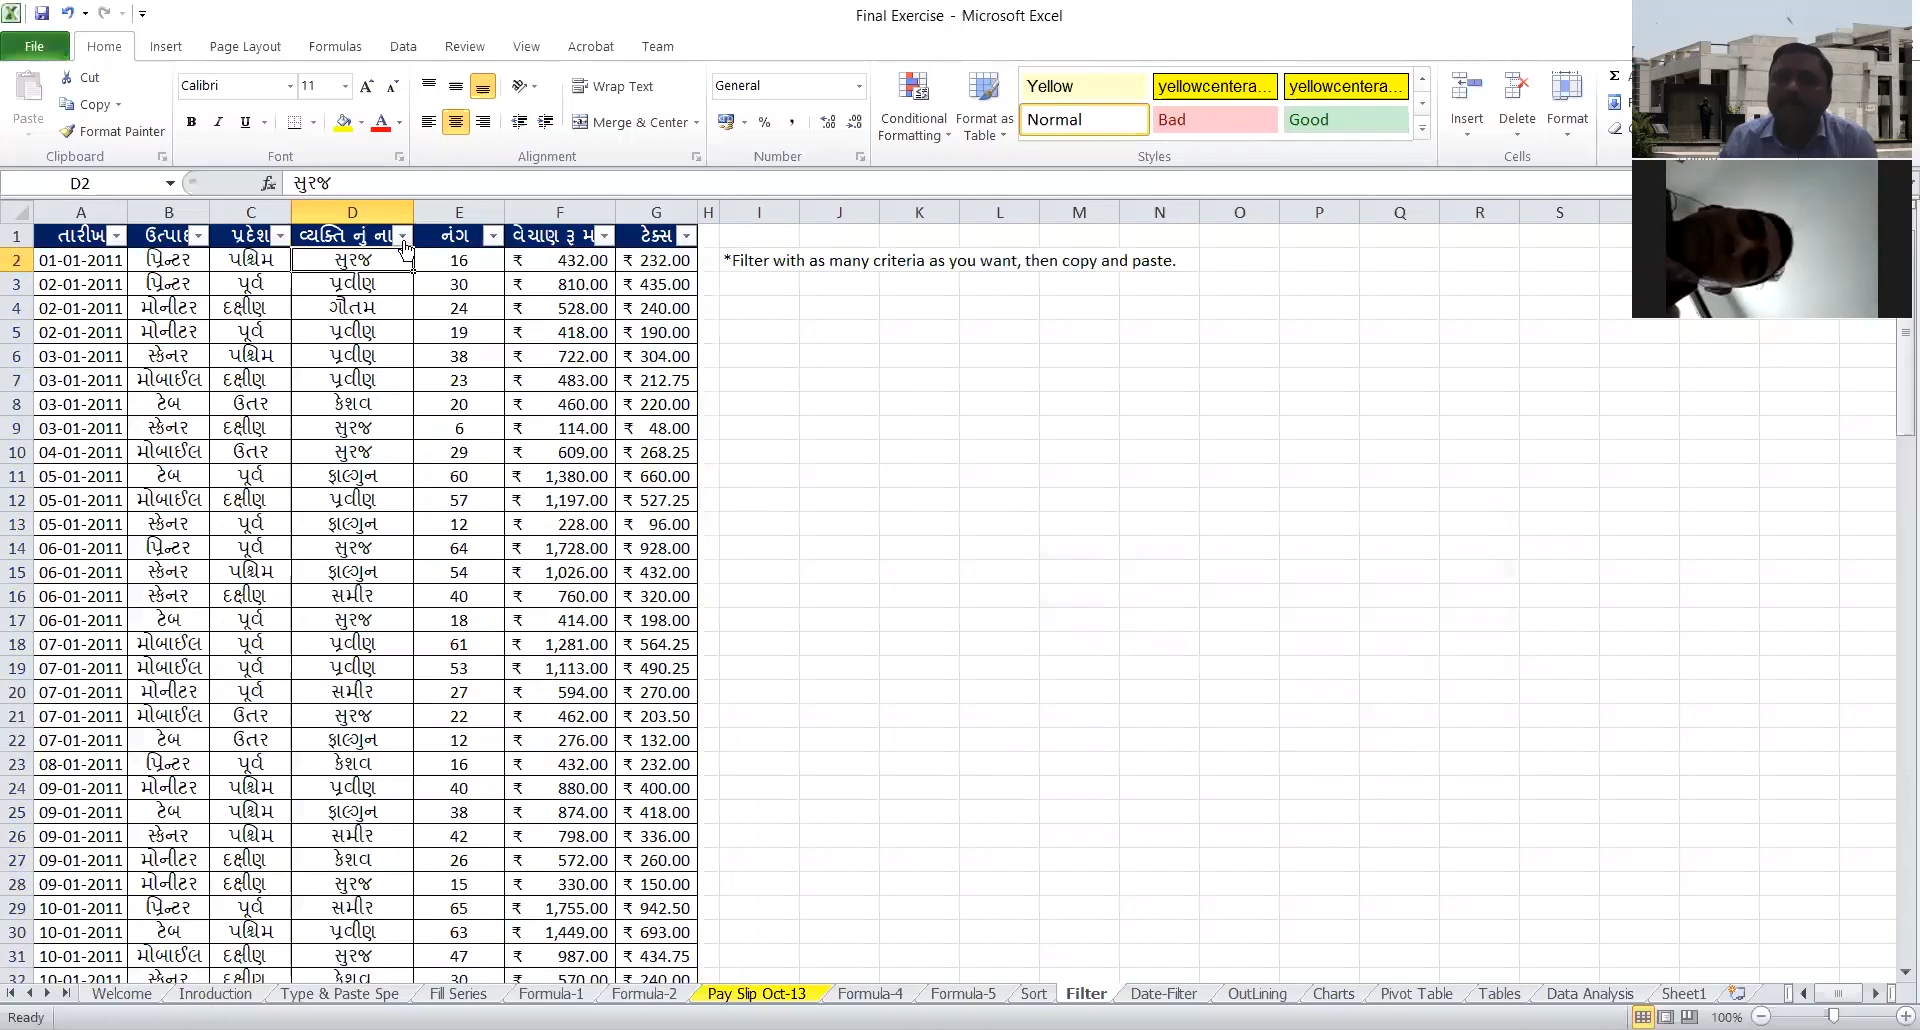 Final Exercise - Microsoft Excel
File Home Insert Page Layout Formulas Data Review View Acrobat Team
Cut
Copy
Format Painter
Paste
Clipboard
Calibri 11
B I U
Font
Wrap Text
Merge & Center
Alignment
General
Number
Conditional Formatting
Format as Table
Yellow yellowcentera... yellowcentera...
Normal Bad Good
Styles
Insert Delete Format
Cells
D2 fx સુરજ
A B C D E F G H I J K L M N O P Q R S
1 તારીખ ઉત્પાદ પ્રદેશ વ્યક્તિ નું ના નંગ વેચાણ રૂ મ ટેક્સ
2 01-01-2011 પ્રિન્ટર પશ્ચિમ સુરજ 16 ₹ 432.00 ₹ 232.00 *Filter with as many criteria as you want, then copy and paste.
3 02-01-2011 પ્રિન્ટર પૂર્વ પ્રવીણ 30 ₹ 810.00 ₹ 435.00
4 02-01-2011 મોનીટર દક્ષીણ ગૌતમ 24 ₹ 528.00 ₹ 240.00
5 02-01-2011 મોનીટર પૂર્વ પ્રવીણ 19 ₹ 418.00 ₹ 190.00
6 03-01-2011 સ્કેનર પશ્ચિમ પ્રવીણ 38 ₹ 722.00 ₹ 304.00
7 03-01-2011 મોબાઈલ દક્ષીણ પ્રવીણ 23 ₹ 483.00 ₹ 212.75
8 03-01-2011 ટેબ ઉતર કેશવ 20 ₹ 460.00 ₹ 220.00
9 03-01-2011 સ્કેનર દક્ષીણ સુરજ 6 ₹ 114.00 ₹ 48.00
10 04-01-2011 મોબાઈલ ઉતર સુરજ 29 ₹ 609.00 ₹ 268.25
11 05-01-2011 ટેબ પૂર્વ ફાલ્ગુન 60 ₹ 1,380.00 ₹ 660.00
12 05-01-2011 મોબાઈલ દક્ષીણ પ્રવીણ 57 ₹ 1,197.00 ₹ 527.25
13 05-01-2011 સ્કેનર પૂર્વ ફાલ્ગુન 12 ₹ 228.00 ₹ 96.00
14 06-01-2011 પ્રિન્ટર પૂર્વ સુરજ 64 ₹ 1,728.00 ₹ 928.00
15 06-01-2011 સ્કેનર પશ્ચિમ ફાલ્ગુન 54 ₹ 1,026.00 ₹ 432.00
16 06-01-2011 સ્કેનર દક્ષીણ સમીર 40 ₹ 760.00 ₹ 320.00
17 06-01-2011 ટેબ પૂર્વ સુરજ 18 ₹ 414.00 ₹ 198.00
18 07-01-2011 મોબાઈલ પૂર્વ પ્રવીણ 61 ₹ 1,281.00 ₹ 564.25
19 07-01-2011 મોબાઈલ પૂર્વ પ્રવીણ 53 ₹ 1,113.00 ₹ 490.25
20 07-01-2011 મોનીટર પૂર્વ સમીર 27 ₹ 594.00 ₹ 270.00
21 07-01-2011 મોબાઈલ ઉતર સુરજ 22 ₹ 462.00 ₹ 203.50
22 07-01-2011 ટેબ ઉતર ફાલ્ગુન 12 ₹ 276.00 ₹ 132.00
23 08-01-2011 પ્રિન્ટર પૂર્વ કેશવ 16 ₹ 432.00 ₹ 232.00
24 09-01-2011 મોનીટર પશ્ચિમ પ્રવીણ 40 ₹ 880.00 ₹ 400.00
25 09-01-2011 ટેબ પશ્ચિમ ફાલ્ગુન 38 ₹ 874.00 ₹ 418.00
26 09-01-2011 સ્કેનર પશ્ચિમ સમીર 42 ₹ 798.00 ₹ 336.00
27 09-01-2011 મોનીટર દક્ષીણ કેશવ 26 ₹ 572.00 ₹ 260.00
28 09-01-2011 મોનીટર દક્ષીણ સુરજ 15 ₹ 330.00 ₹ 150.00
29 10-01-2011 પ્રિન્ટર પૂર્વ સમીર 65 ₹ 1,755.00 ₹ 942.50
30 10-01-2011 ટેબ પશ્ચિમ પ્રવીણ 63 ₹ 1,449.00 ₹ 693.00
31 10-01-2011 મોબાઈલ દક્ષીણ સુરજ 47 ₹ 987.00 ₹ 434.75
32 10-01-2011 સ્કેનર દક્ષીણ કેશવ 30 ₹ 570.00 ₹ 240.00
Welcome Inroduction Type & Paste Spe Fill Series Formula-1 Formula-2 Pay Slip Oct-13 Formula-4 Formula-5 Sort Filter Date-Filter OutLining Charts Pivot Table Tables Data Analysis Sheet1
Ready 100%